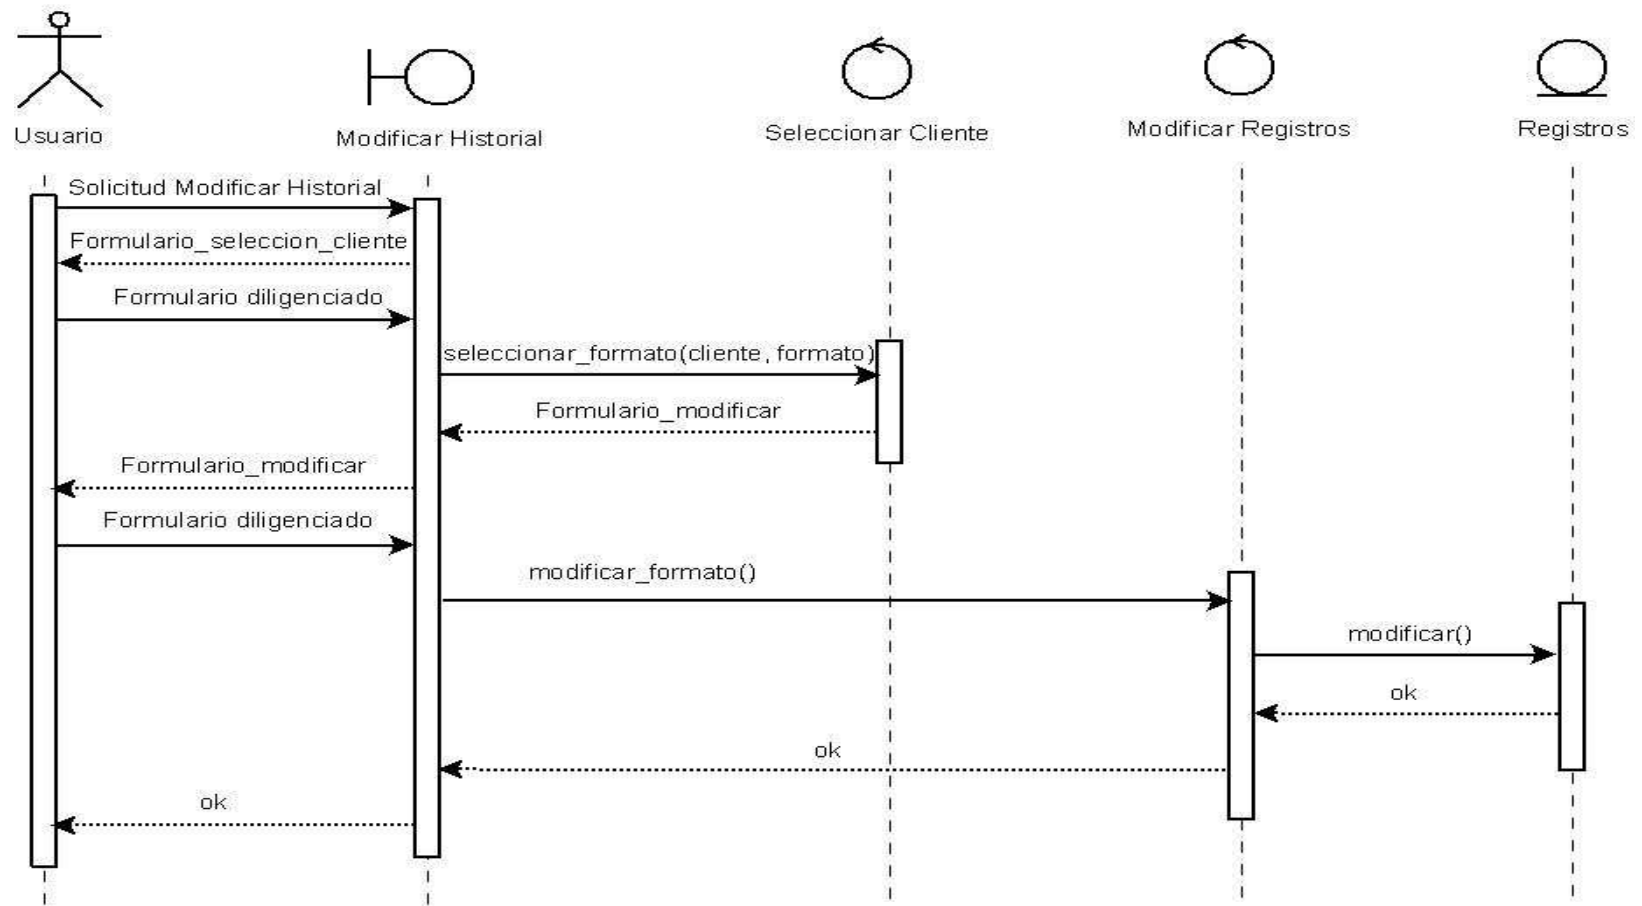 Usuario
Modificar Historial
Seleccionar Cliente
Modificar Registros
Registros
Solicitud Modificar Historial
Formulario_seleccion_cliente
Formulario diligenciado
seleccionar_formato(cliente, formato)
Formulario_modificar
Formulario_modificar
Formulario diligenciado
modificar_formato()
modificar()
ok
ok
ok